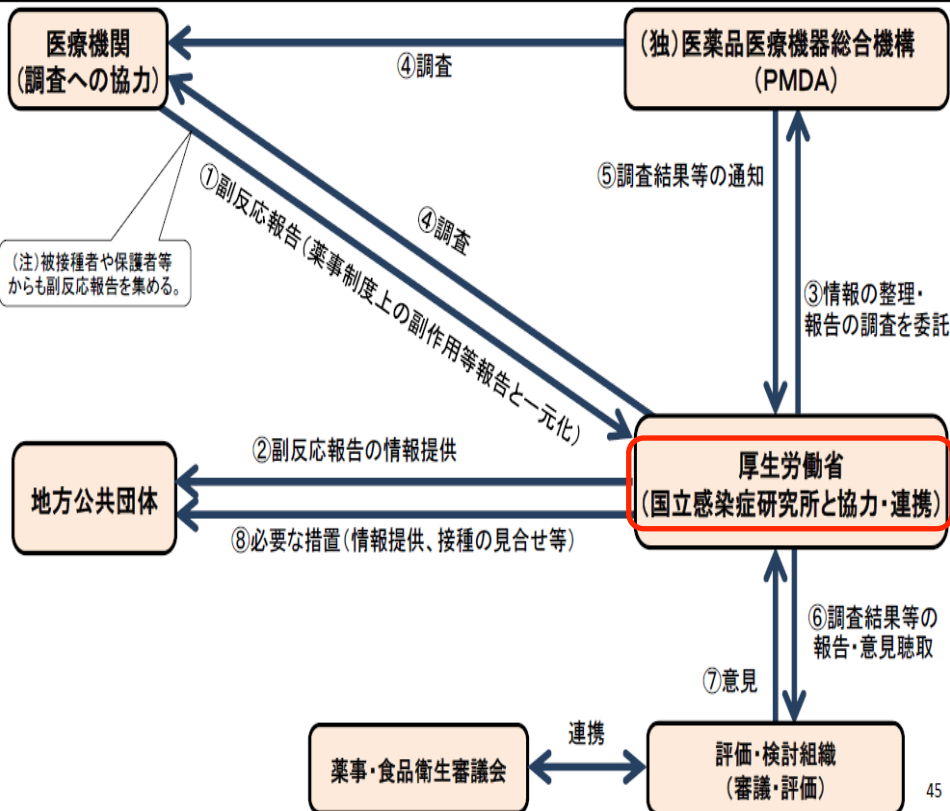 医療機関
(調査への協力)
(独)医薬品医療機器総合機構
(PMDA)
④調査
⑤調査結果等の通知
①副反応報告(薬事制度上の副作用等報告と一元化)
④調査
(注)被接種者や保護者等
からも副反応報告を集める。
③情報の整理・
報告の調査を委託
②副反応報告の情報提供
地方公共団体
厚生労働省
(国立感染症研究所と協力・連携)
⑧必要な措置(情報提供、接種の見合せ等)
⑥調査結果等の
報告・意見聴取
⑦意見
連携
薬事・食品衛生審議会
評価・検討組織
(審議・評価)
45